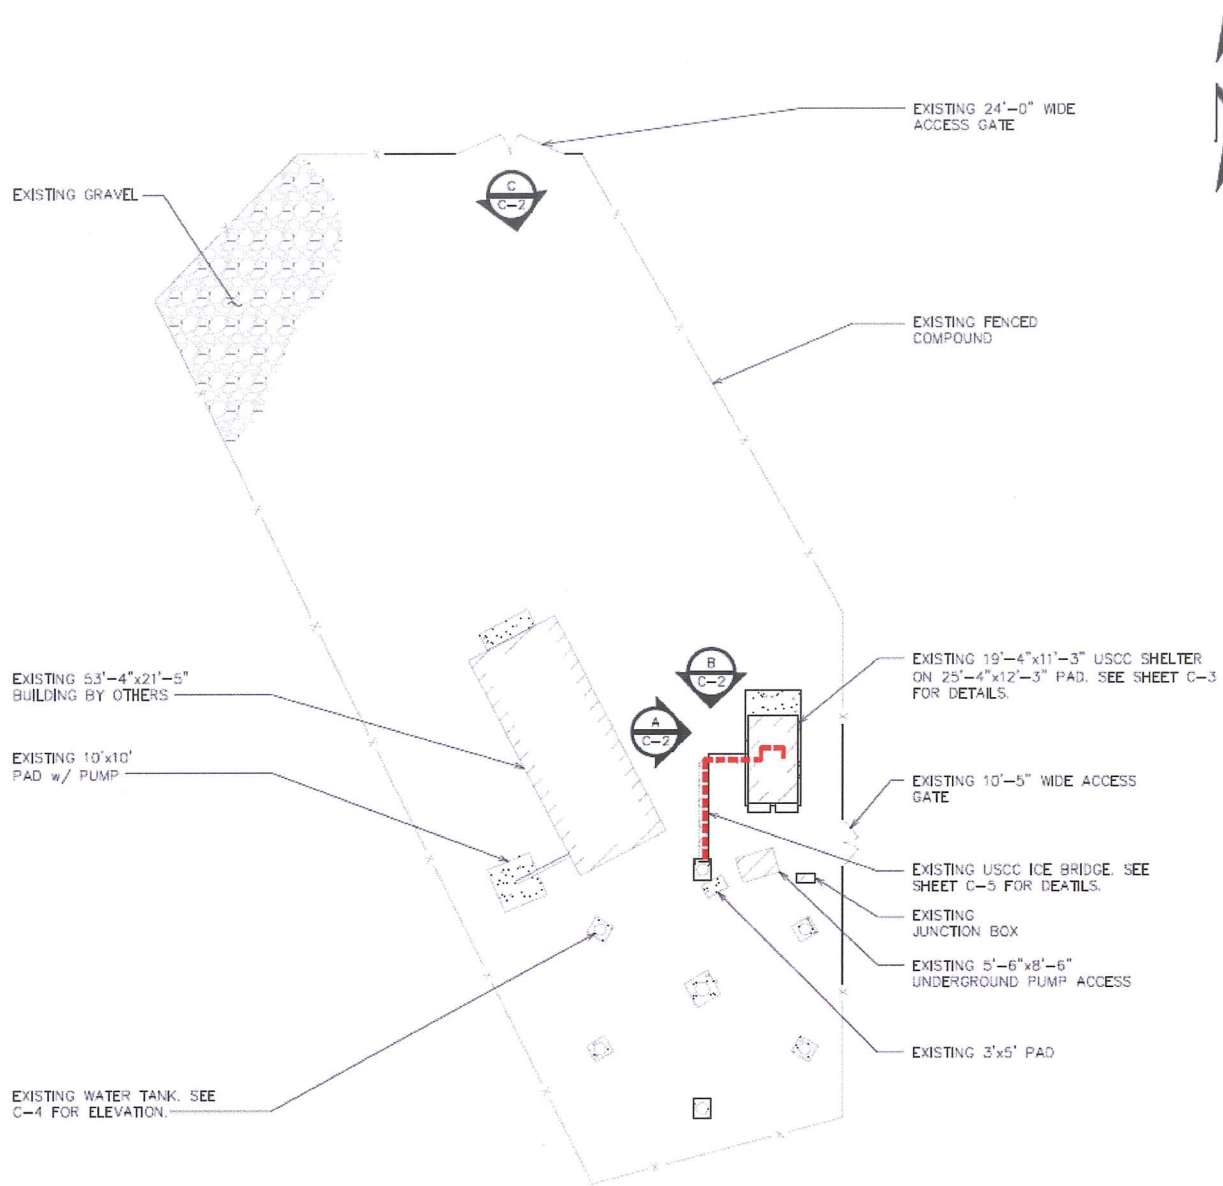 EXISTING 24'-0" WIDE
ACCESS GATE
N
EXISTING GRAVEL
C
C-2
EXISTING FENCED
COMPOUND
EXISTING 53'-4"x21'-5"
BUILDING BY OTHERS
B
C-2
EXISTING 19'-4"x11'-3" USCC SHELTER
ON 25'-4"x12'-3" PAD. SEE SHEET C-3
FOR DETAILS.
A
C-2
EXISTING 10'x10'
PAD w/ PUMP
EXISTING 10'-5" WIDE ACCESS
GATE
EXISTING USCC ICE BRIDGE. SEE
SHEET C-5 FOR DEATILS.
EXISTING
JUNCTION BOX
EXISTING 5'-6"x8'-6"
UNDERGROUND PUMP ACCESS
EXISTING 3'x5' PAD
EXISTING WATER TANK. SEE
C-4 FOR ELEVATION.